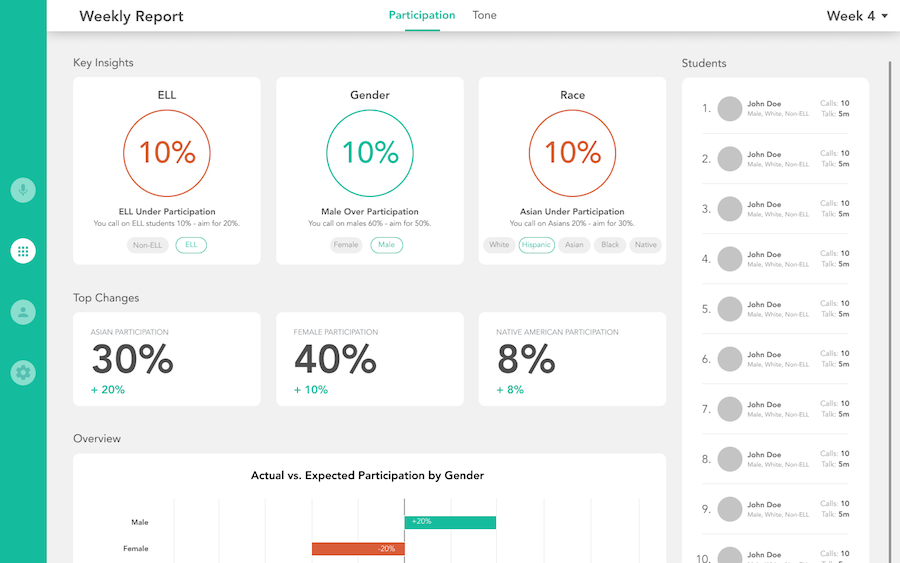 Weekly Report
Participation
Tone
Week 4
Key Insights
ELL
10%
ELL Under Participation
You call on ELL students 10% - aim for 20%.
Non-ELL
ELL
Gender
10%
Male Over Participation
You call on males 60% - aim for 50%.
Female
Male
Race
10%
Asian Under Participation
You call on Asians 20% - aim for 30%.
White
Hispanic
Asian
Black
Native
Top Changes
ASIAN PARTICIPATION
30%
+ 20%
FEMALE PARTICIPATION
40%
+ 10%
NATIVE AMERICAN PARTICIPATION
8%
+ 8%
Overview
Actual vs. Expected Participation by Gender
Male
+20%
Female
-20%
Students
1. John Doe Calls: 10
Male, White, Non-ELL Talk: 5m
2. John Doe Calls: 10
Male, White, Non-ELL Talk: 5m
3. John Doe Calls: 10
Male, White, Non-ELL Talk: 5m
4. John Doe Calls: 10
Male, White, Non-ELL Talk: 5m
5. John Doe Calls: 10
Male, White, Non-ELL Talk: 5m
6. John Doe Calls: 10
Male, White, Non-ELL Talk: 5m
7. John Doe Calls: 10
Male, White, Non-ELL Talk: 5m
8. John Doe Calls: 10
Male, White, Non-ELL Talk: 5m
9. John Doe Calls: 10
Male, White, Non-ELL Talk: 5m
10. John Doe Calls: 10